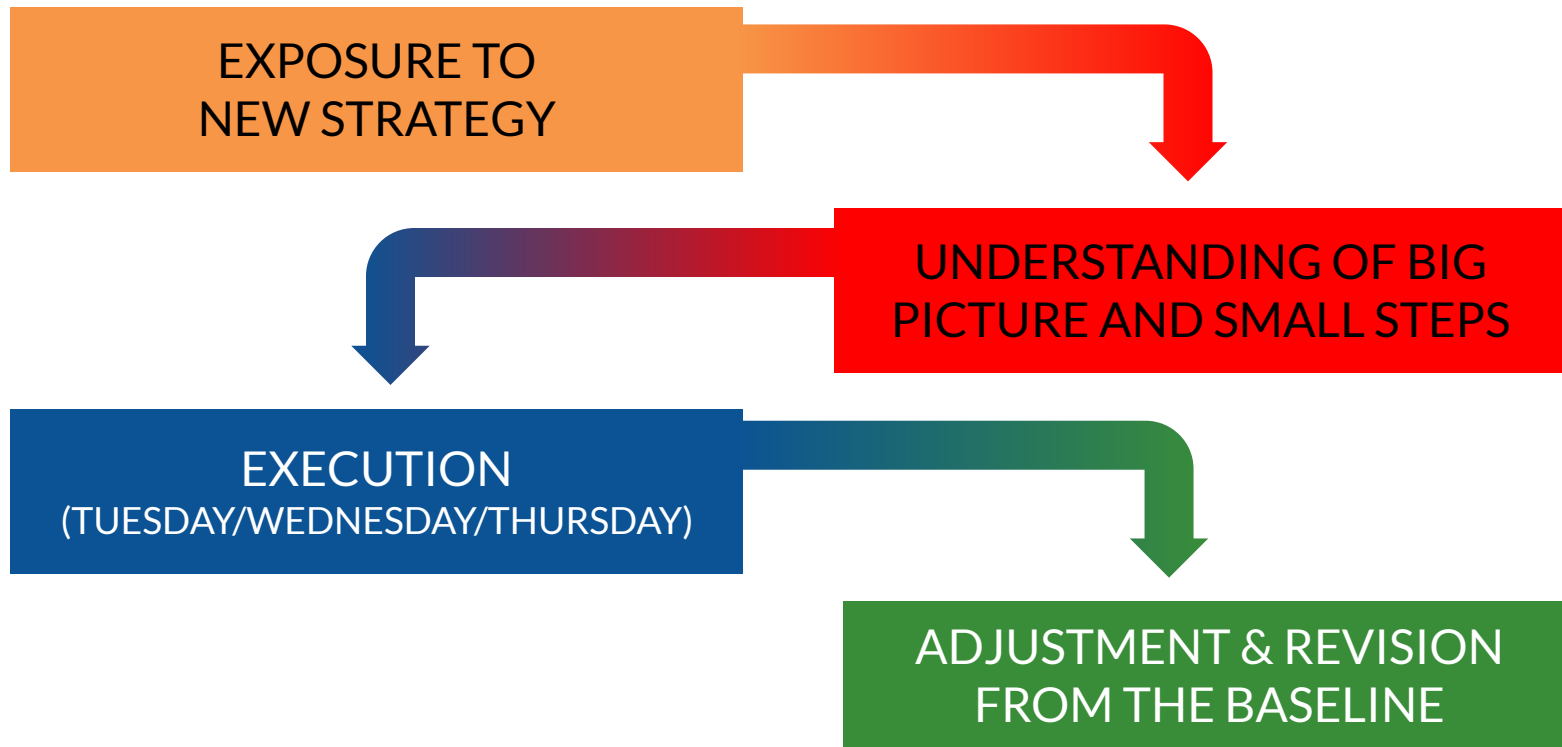 EXPOSURE TO
NEW STRATEGY
UNDERSTANDING OF BIG
PICTURE AND SMALL STEPS
EXECUTION
(TUESDAY/WEDNESDAY/THURSDAY)
ADJUSTMENT & REVISION
FROM THE BASELINE